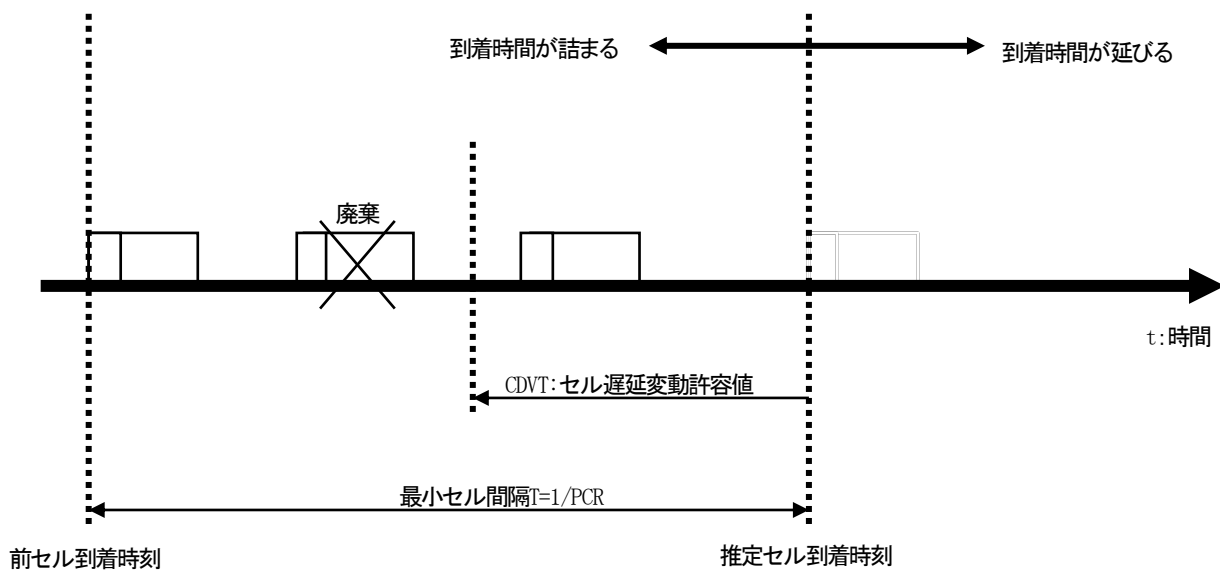 到着時間が詰まる
到着時間が延びる
廃棄
t:時間
CDVT:セル遅延変動許容値
最小セル間隔T=1/PCR
前セル到着時刻
推定セル到着時刻